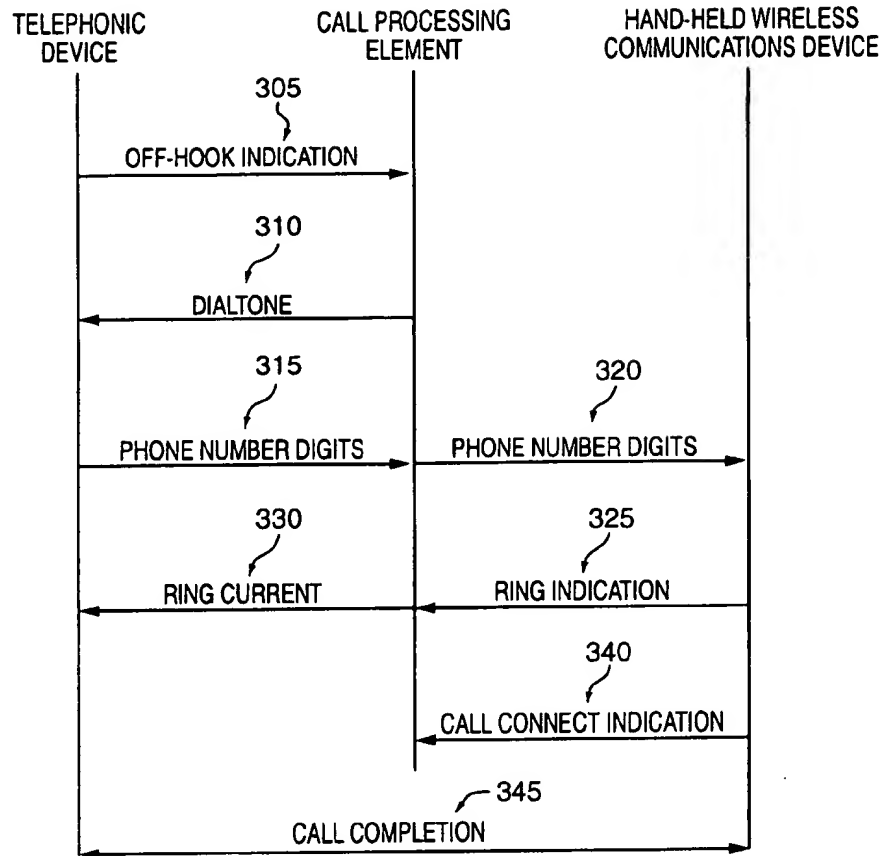 TELEPHONIC
DEVICE
CALL PROCESSING
ELEMENT
HAND-HELD WIRELESS
COMMUNICATIONS DEVICE
305
OFF-HOOK INDICATION
310
DIALTONE
315
PHONE NUMBER DIGITS
320
PHONE NUMBER DIGITS
330
RING CURRENT
325
RING INDICATION
340
CALL CONNECT INDICATION
345
CALL COMPLETION